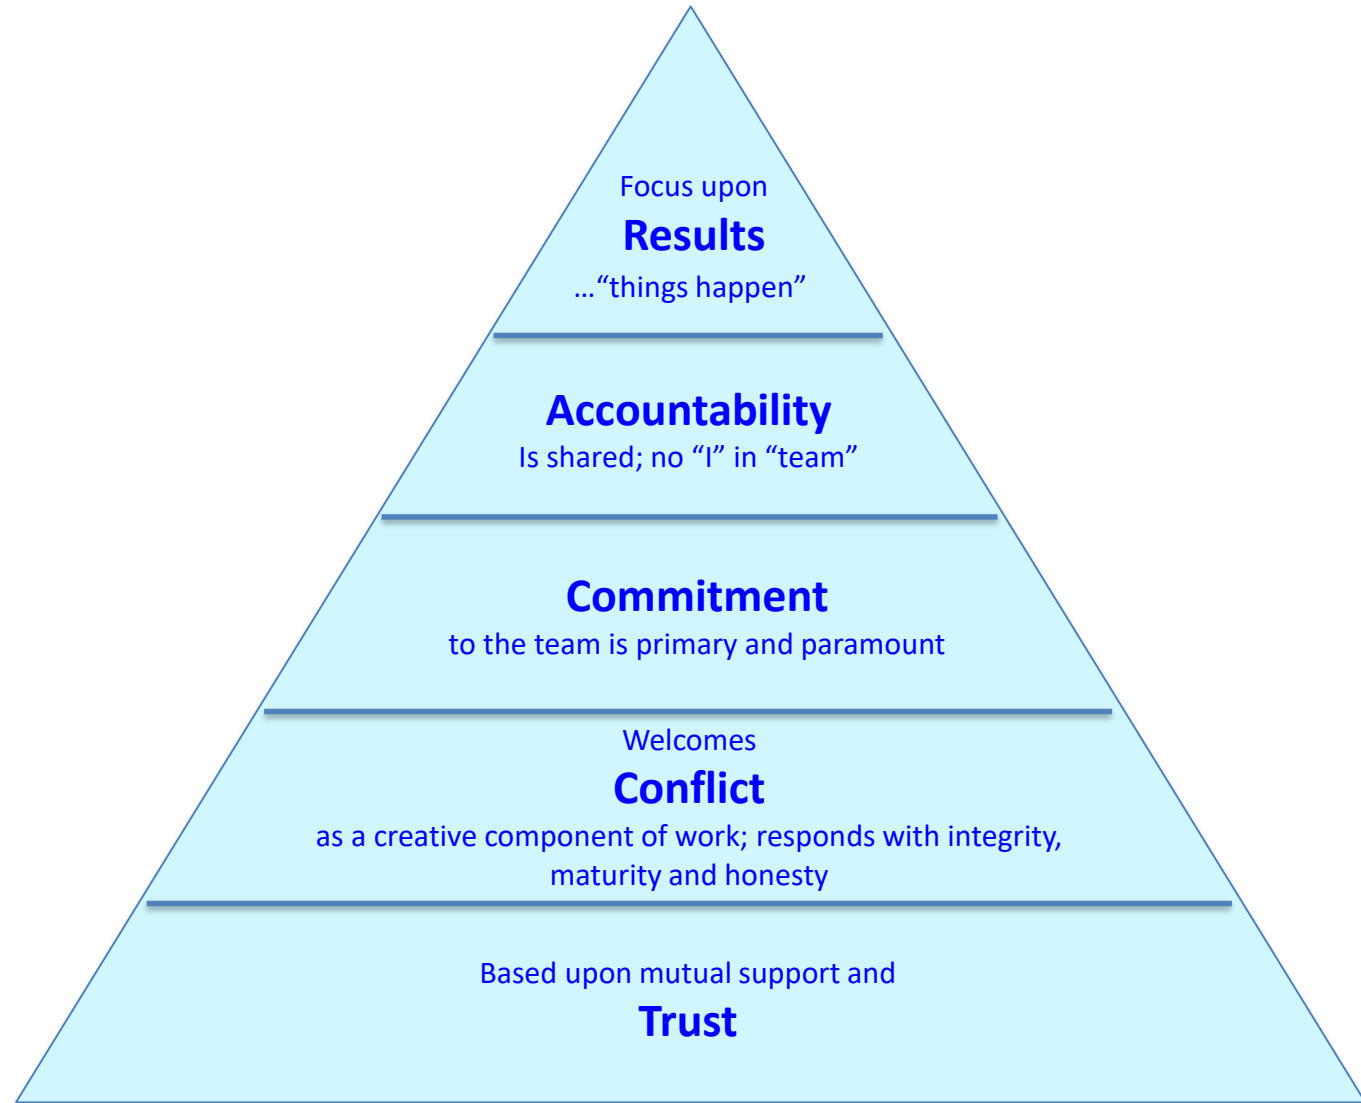 Focus upon
Results
…“things happen”
Accountability
Is shared; no “I” in “team”
Commitment
to the team is primary and paramount
Welcomes
Conflict
as a creative component of work; responds with integrity,
maturity and honesty
Based upon mutual support and
Trust